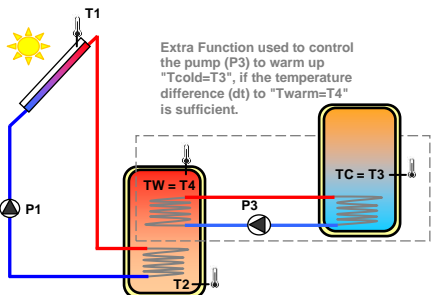 T1
Extra Function used to control
the pump (P3) to warm up
"Tcold=T3", if the temperature
difference (dt) to "Twarm=T4"
is sufficient.
TW = T4
TC = T3
P3
P1
T2